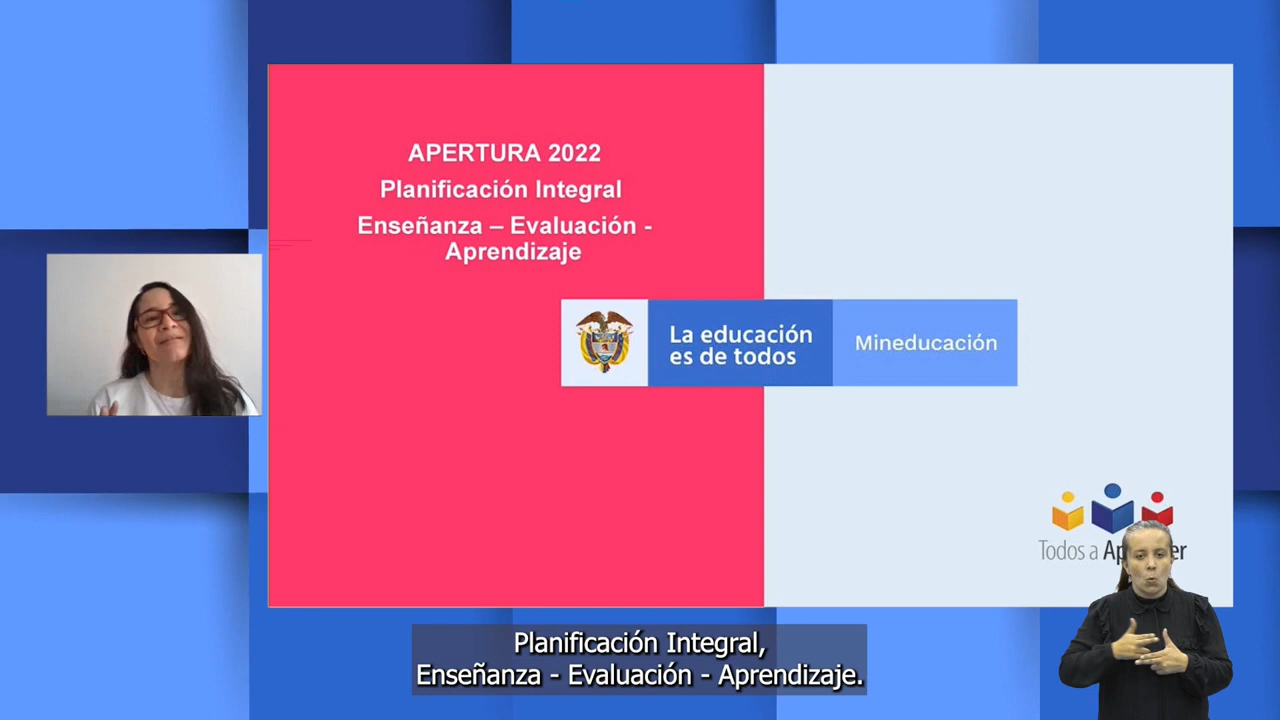 APERTURA 2022
Planificación Integral
Enseñanza – Evaluación -
Aprendizaje
La educación
es de todos
Mineducación
Todos a
Planificación Integral,
Enseñanza - Evaluación - Aprendizaje.